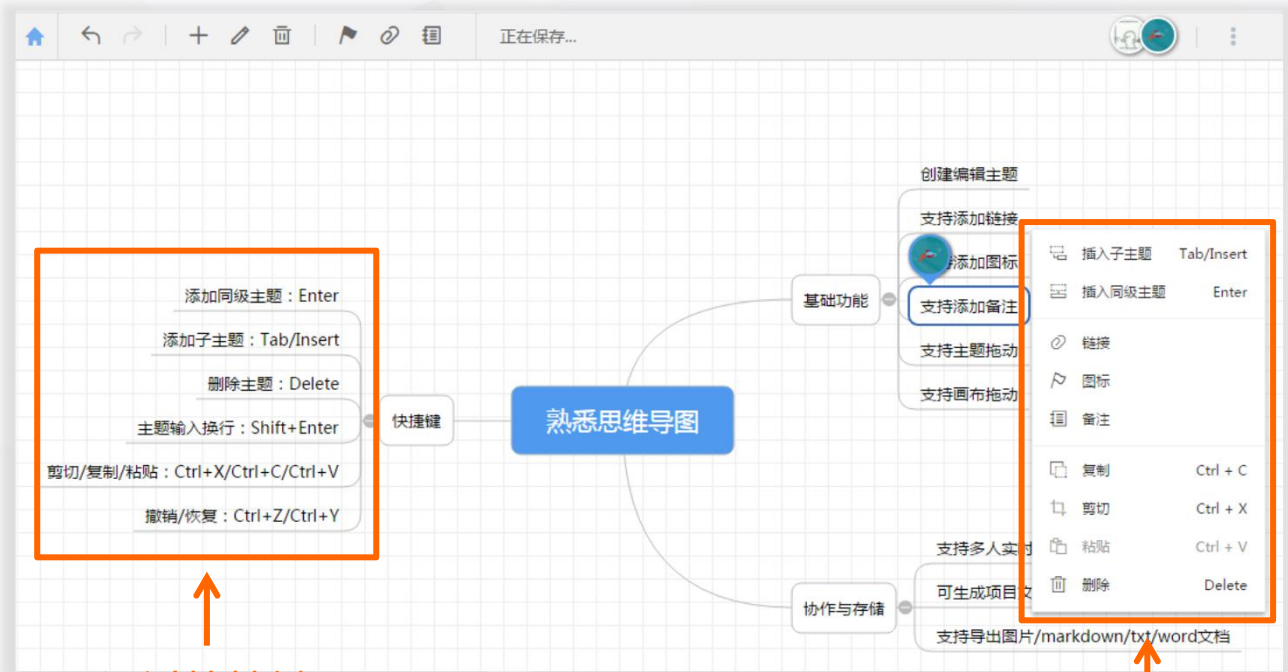 正在保存...
创建编辑主题
支持添加链接
添加图标
支持添加备注
支持主题拖动
支持画布拖动
基础功能
添加同级主题：Enter
添加子主题：Tab/Insert
删除主题：Delete
主题输入换行：Shift+Enter
剪切/复制/粘贴：Ctrl+X/Ctrl+C/Ctrl+V
撤销/恢复：Ctrl+Z/Ctrl+Y
快捷键
熟悉思维导图
插入子主题 Tab/Insert
插入同级主题 Enter
链接
图标
备注
复制 Ctrl + C
剪切 Ctrl + X
粘贴 Ctrl + V
删除 Delete
协作与存储
支持多人实时
可生成项目文
支持导出图片/markdown/txt/word文档